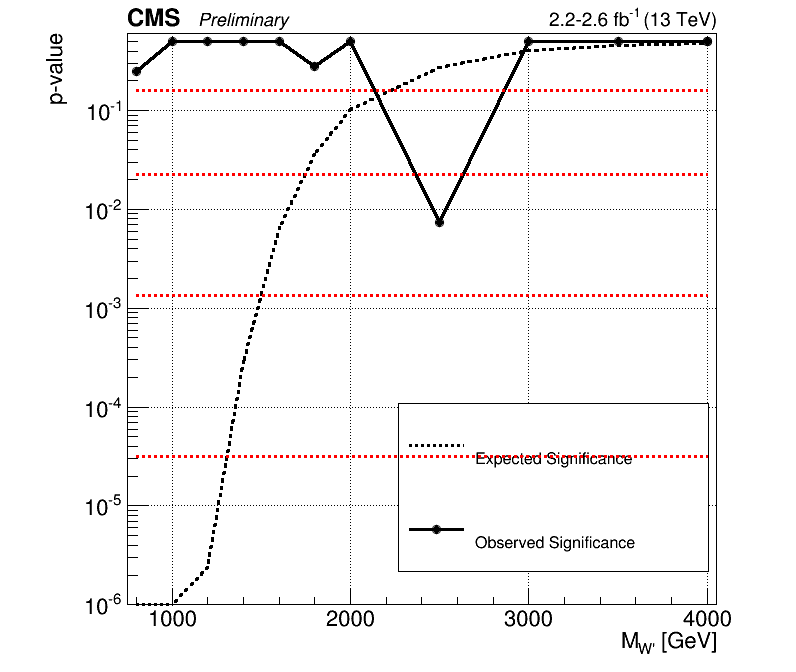 CMS Preliminary 2.2-2.6 fb⁻¹ (13 TeV)
p-value
10⁻¹
10⁻²
10⁻³
10⁻⁴
10⁻⁵
10⁻⁶
Expected Significance
Observed Significance
1000 2000 3000 4000
M_W' [GeV]